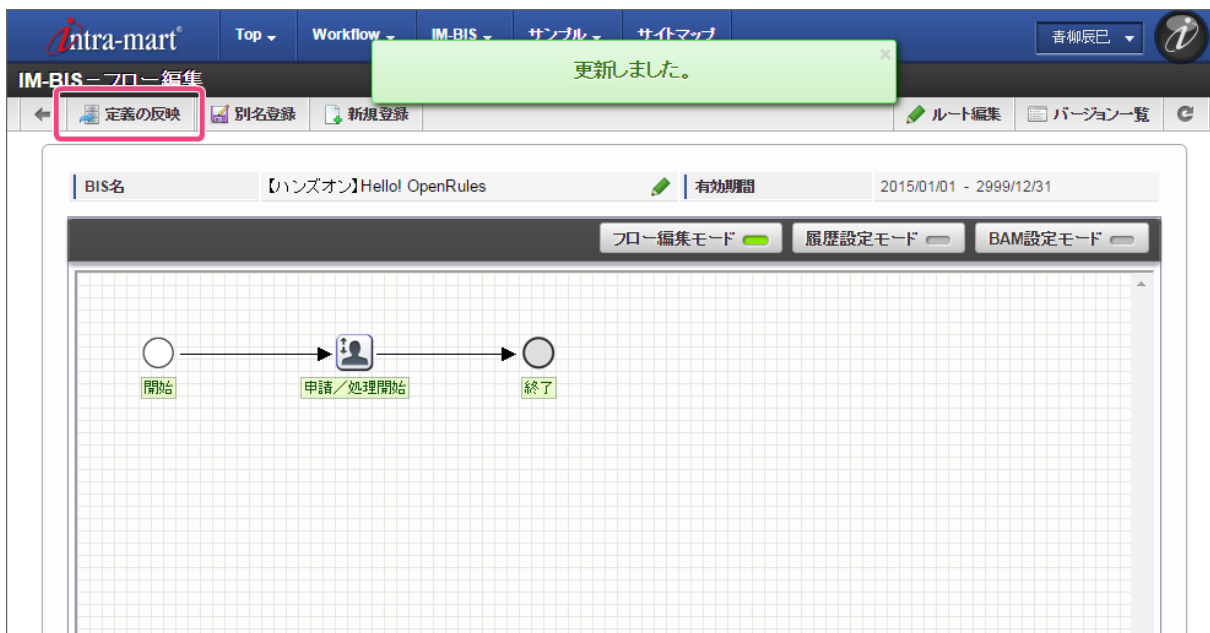 intra-mart® Top Workflow IM-BIS サンプル サイトマップ 青柳辰巳
更新しました。
IM-BIS－フロー編集
定義の反映 別名登録 新規登録 ルート編集 バージョン一覧
BIS名 【ハンズオン】Hello! OpenRules 有効期間 2015/01/01 - 2999/12/31
フロー編集モード 履歴設定モード BAM設定モード
開始 申請／処理開始 終了